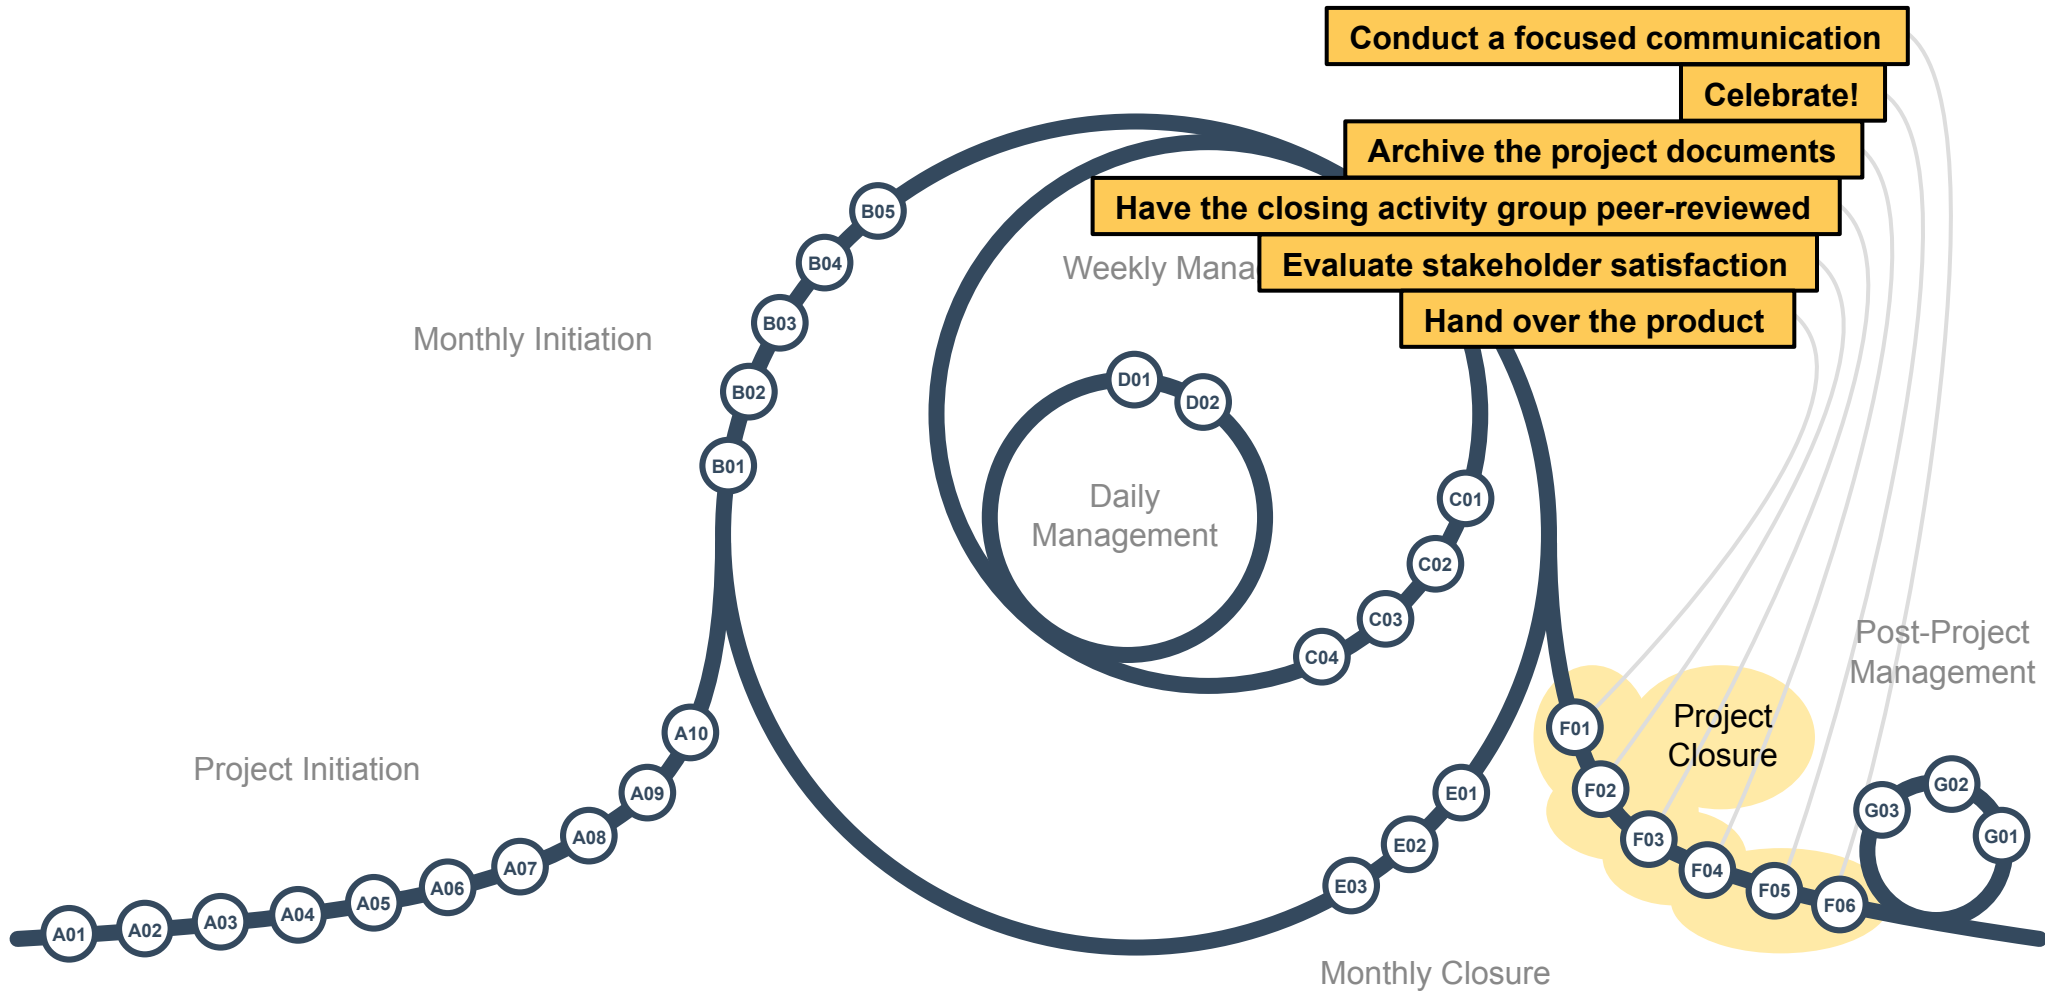 Conduct a focused communication
Celebrate!
Archive the project documents
Have the closing activity group peer-reviewed
Evaluate stakeholder satisfaction
Hand over the product
Weekly Mana
Monthly Initiation
Daily
Management
Project Initiation
Monthly Closure
Project
Closure
Post-Project
Management
A01
A02
A03
A04
A05
A06
A07
A08
A09
A10
B01
B02
B03
B04
B05
C01
C02
C03
C04
D01
D02
E01
E02
E03
F01
F02
F03
F04
F05
F06
G01
G02
G03